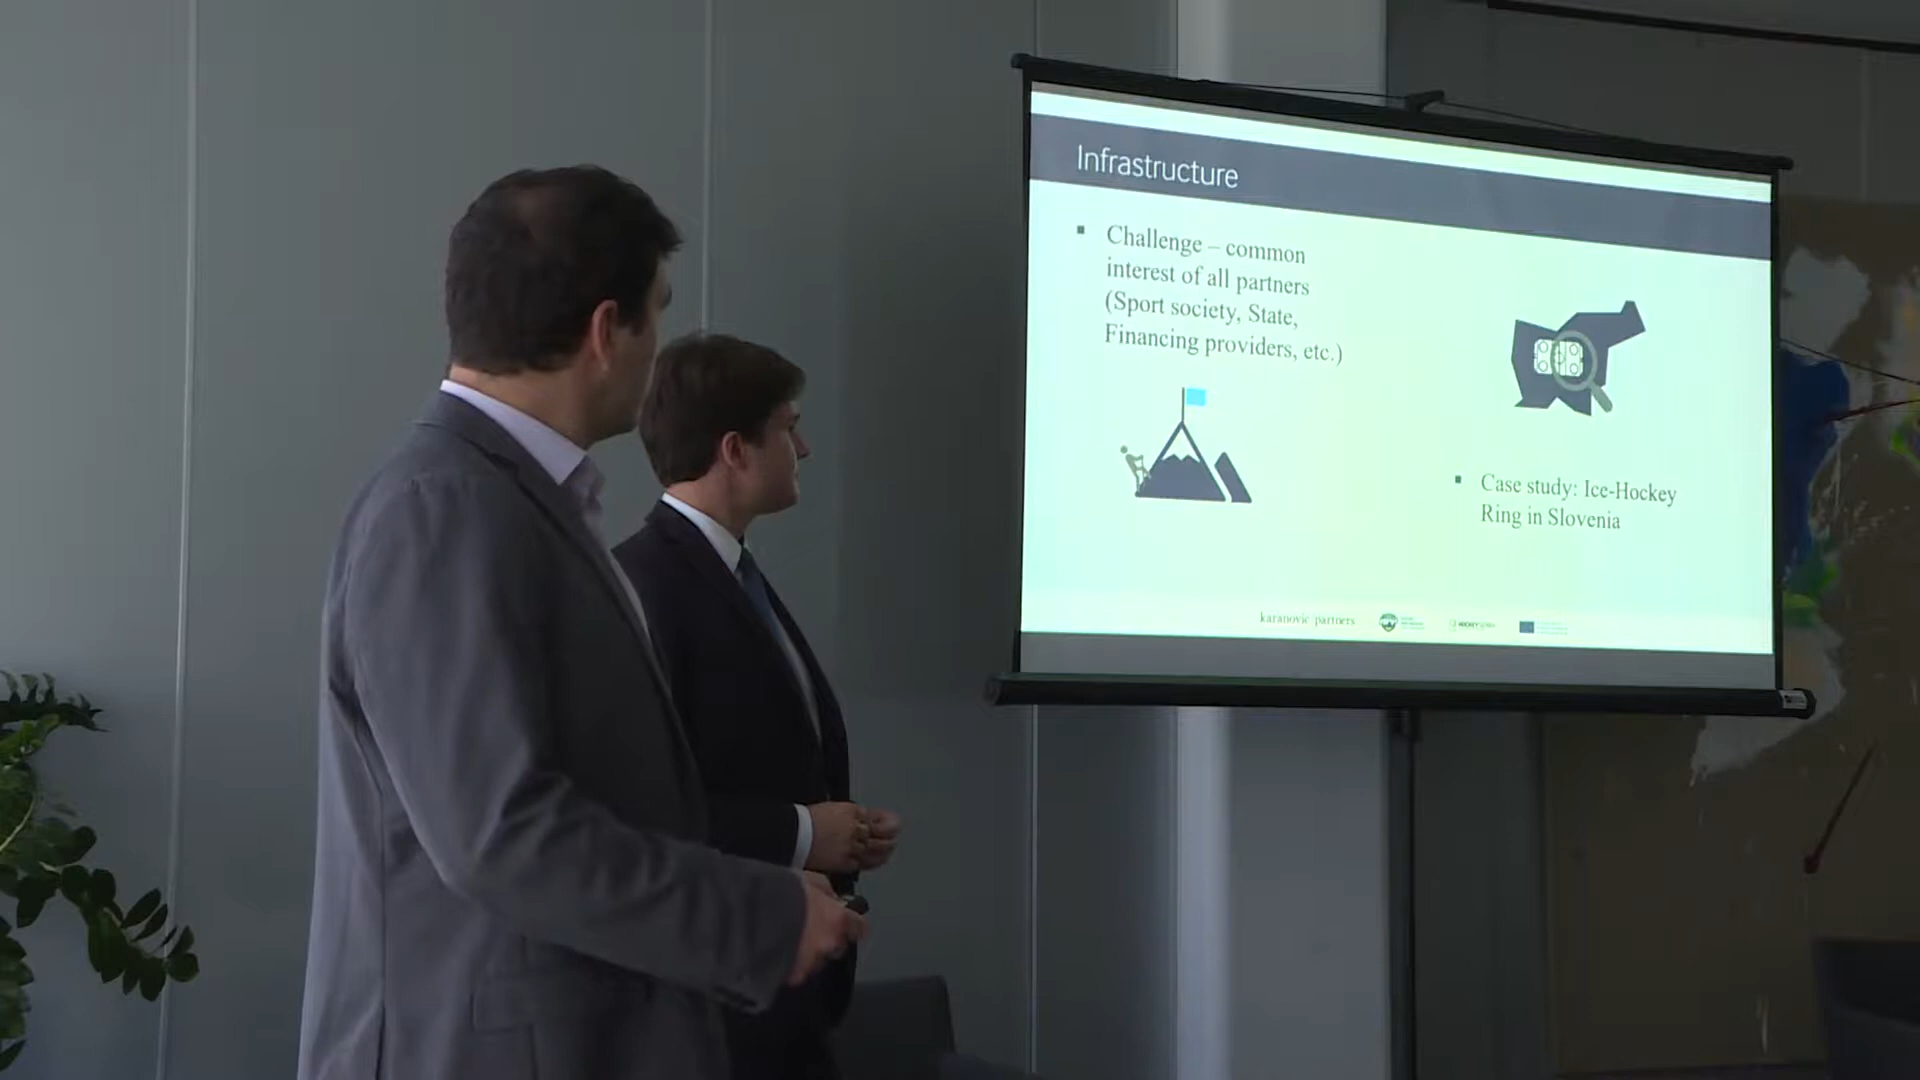 Infrastructure
Challenge – common
interest of all partners
(Sport society, State,
Financing providers, etc.)
Case study: Ice-Hockey
Ring in Slovenia
karanovic partners